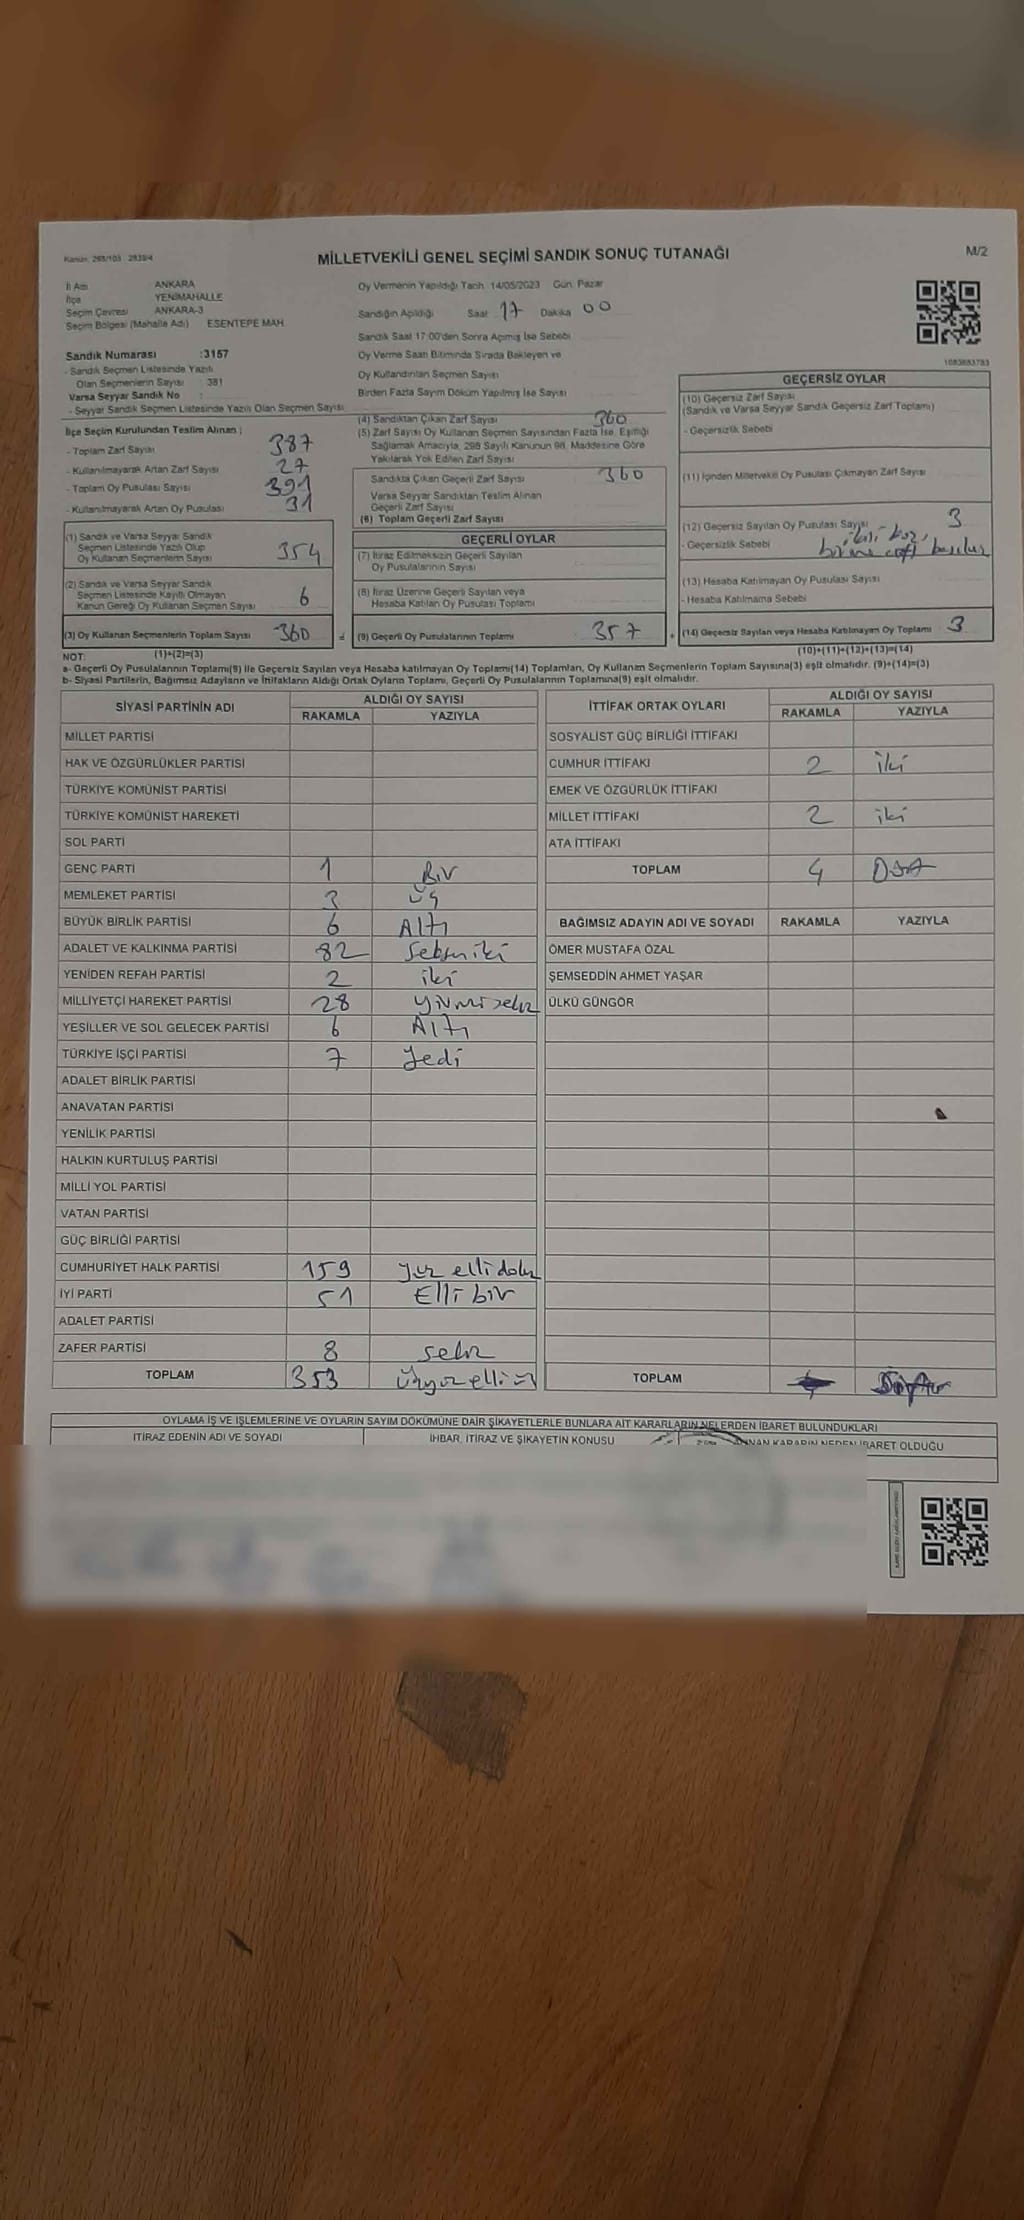 Kanun: 298/103 - 2839/4
MİLLETVEKİLİ GENEL SEÇİMİ SANDIK SONUÇ TUTANAĞI
M/2
İl Adı ANKARA
İlçe YENİMAHALLE
Seçim Çevresi ANKARA-3
Seçim Bölgesi (Mahalle Adı) ESENTEPE MAH.
Sandık Numarası :3157
- Sandık Seçmen Listesinde Yazılı
Olan Seçmenlerin Sayısı : 381
Varsa Seyyar Sandık No :
- Seyyar Sandık Seçmen Listesinde Yazılı Olan Seçmen Sayısı
İlçe Seçim Kurulundan Teslim Alınan ;
- Toplam Zarf Sayısı 387
- Kullanılmayarak Artan Zarf Sayısı 27
- Toplam Oy Pusulası Sayısı 391
- Kullanılmayarak Artan Oy Pusulası 31
(1) Sandık ve Varsa Seyyar Sandık
Seçmen Listesinde Yazılı Olup
Oy Kullanan Seçmenlerin Sayısı 354
(2) Sandık ve Varsa Seyyar Sandık
Seçmen Listesinde Kayıtlı Olmayan
Kanun Gereği Oy Kullanan Seçmen Sayısı 6
(3) Oy Kullanan Seçmenlerin Toplam Sayısı 360
(1)+(2)=(3)
Oy Vermenin Yapıldığı Tarih 14/05/2023 Gün: Pazar
Sandığın Açıldığı Saat 17 Dakika 00
Sandık Saat 17:00'den Sonra Açılmış İse Sebebi
Oy Verme Saati Bitiminde Sırada Bekleyen ve
Oy Kullandırılan Seçmen Sayısı
Birden Fazla Sayım Döküm Yapılmış İse Sayısı
(4) Sandıktan Çıkan Zarf Sayısı 360
(5) Zarf Sayısı Oy Kullanan Seçmen Sayısından Fazla İse, Eşitliği
Sağlamak Amacıyla, 298 Sayılı Kanunun 98. Maddesine Göre
Yakılarak Yok Edilen Zarf Sayısı
Sandıkta Çıkan Geçerli Zarf Sayısı 360
Varsa Seyyar Sandıktan Teslim Alınan
Geçerli Zarf Sayısı
(6) Toplam Geçerli Zarf Sayısı
GEÇERLİ OYLAR
(7) İtiraz Edilmeksizin Geçerli Sayılan
Oy Pusulalarının Sayısı
(8) İtiraz Üzerine Geçerli Sayılan veya
Hesaba Katılan Oy Pusulası Toplamı
= (9) Geçerli Oy Pusulalarının Toplamı 357
1083683783
GEÇERSİZ OYLAR
(10) Geçersiz Zarf Sayısı
(Sandık ve Varsa Seyyar Sandık Geçersiz Zarf Toplamı)
- Geçersizlik Sebebi
(11) İçinden Milletvekili Oy Pusulası Çıkmayan Zarf Sayısı
(12) Geçersiz Sayılan Oy Pusulası Sayısı 3
- Geçersizlik Sebebi ikisi boş,
birine çift basılmış
(13) Hesaba Katılmayan Oy Pusulası Sayısı
- Hesaba Katılmama Sebebi
+ (14) Geçersiz Sayılan veya Hesaba Katılmayan Oy Toplamı 3
(10)+(11)+(12)+(13)=(14)
NOT:
a- Geçerli Oy Pusulalarının Toplamı(9) ile Geçersiz Sayılan veya Hesaba katılmayan Oy Toplamı(14) Toplamları, Oy Kullanan Seçmenlerin Toplam Sayısına(3) eşit olmalıdır. (9)+(14)=(3)
b- Siyasi Partilerin, Bağımsız Adayların ve İttifakların Aldığı Ortak Oyların Toplamı, Geçerli Oy Pusulalarının Toplamına(9) eşit olmalıdır.
SİYASİ PARTİNİN ADI ALDIĞI OY SAYISI
RAKAMLA YAZIYLA
MİLLET PARTİSİ
HAK VE ÖZGÜRLÜKLER PARTİSİ
TÜRKİYE KOMÜNİST PARTİSİ
TÜRKİYE KOMÜNİST HAREKETİ
SOL PARTİ
GENÇ PARTİ 1 Bir
MEMLEKET PARTİSİ 3 üç
BÜYÜK BİRLİK PARTİSİ 6 Altı
ADALET VE KALKINMA PARTİSİ 82 Seksen iki
YENİDEN REFAH PARTİSİ 2 iki
MİLLİYETÇİ HAREKET PARTİSİ 28 yirmisekiz
YEŞİLLER VE SOL GELECEK PARTİSİ 6 Altı
TÜRKİYE İŞÇİ PARTİSİ 7 Yedi
ADALET BİRLİK PARTİSİ
ANAVATAN PARTİSİ
YENİLİK PARTİSİ
HALKIN KURTULUŞ PARTİSİ
MİLLİ YOL PARTİSİ
VATAN PARTİSİ
GÜÇ BİRLİĞİ PARTİSİ
CUMHURİYET HALK PARTİSİ 159 yüz elli dokuz
İYİ PARTİ 51 Elli bir
ADALET PARTİSİ
ZAFER PARTİSİ 8 sekiz
TOPLAM 353 üçyüz elli üç
İTTİFAK ORTAK OYLARI ALDIĞI OY SAYISI
RAKAMLA YAZIYLA
SOSYALİST GÜÇ BİRLİĞİ İTTİFAKI
CUMHUR İTTİFAKI 2 iki
EMEK VE ÖZGÜRLÜK İTTİFAKI
MİLLET İTTİFAKI 2 iki
ATA İTTİFAKI
TOPLAM 4 Dört
BAĞIMSIZ ADAYIN ADI VE SOYADI RAKAMLA YAZIYLA
ÖMER MUSTAFA ÖZAL
ŞEMSEDDİN AHMET YAŞAR
ÜLKÜ GÜNGÖR
TOPLAM
OYLAMA İŞ VE İŞLEMLERİNE VE OYLARIN SAYIM DÖKÜMÜNE DAİR ŞİKAYETLERLE BUNLARA AİT KARARLARIN NELERDEN İBARET BULUNDUKLARI
İTİRAZ EDENİN ADI VE SOYADI İHBAR, İTİRAZ VE ŞİKAYETİN KONUSU KARARIN NEDEN İBARET OLDUĞU